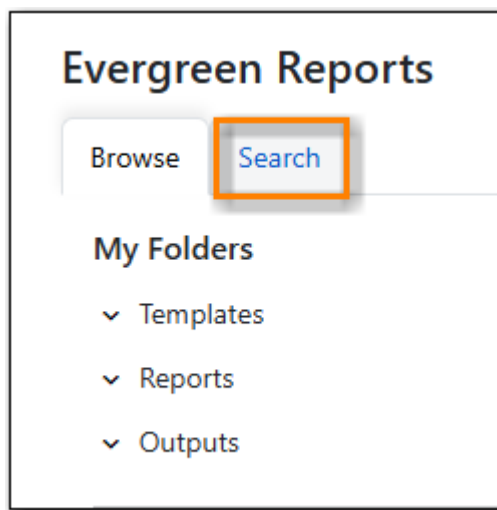 Evergreen Reports
Browse Search
My Folders
Templates
Reports
Outputs